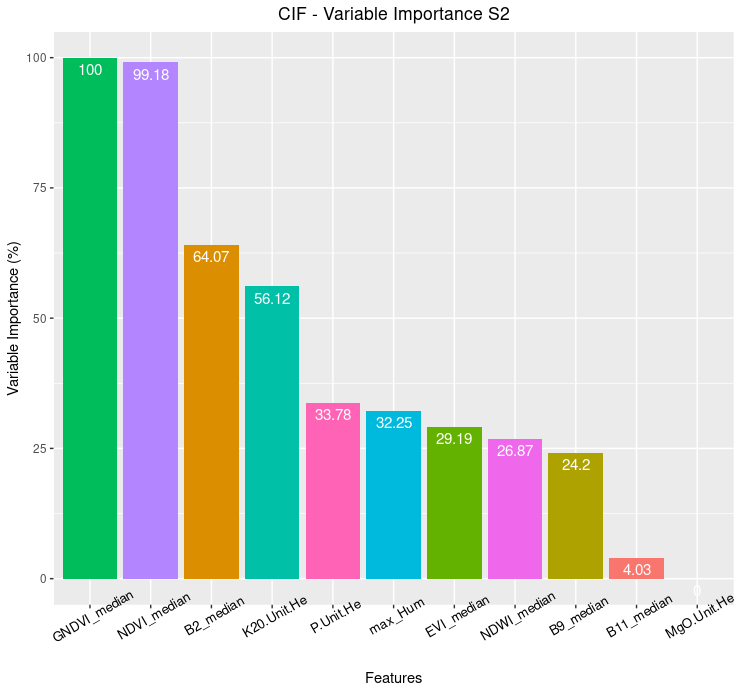 CIF - Variable Importance S2
Variable Importance (%)
100
75
50
25
0
100
99.18
64.07
56.12
33.78
32.25
29.19
26.87
24.2
4.03
0
GNDVI_median
NDVI_median
B2_median
K20.Unit.He
P.Unit.He
max_Hum
EVI_median
NDWI_median
B9_median
B11_median
MgO.Unit.He
Features